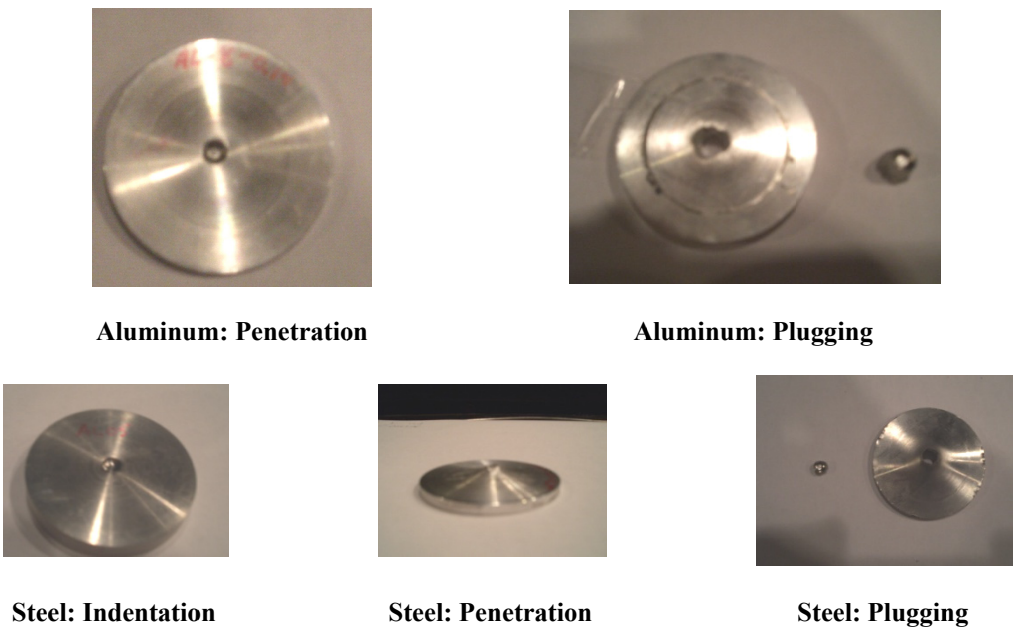 Aluminum: Penetration
Aluminum: Plugging
Steel: Indentation
Steel: Penetration
Steel: Plugging